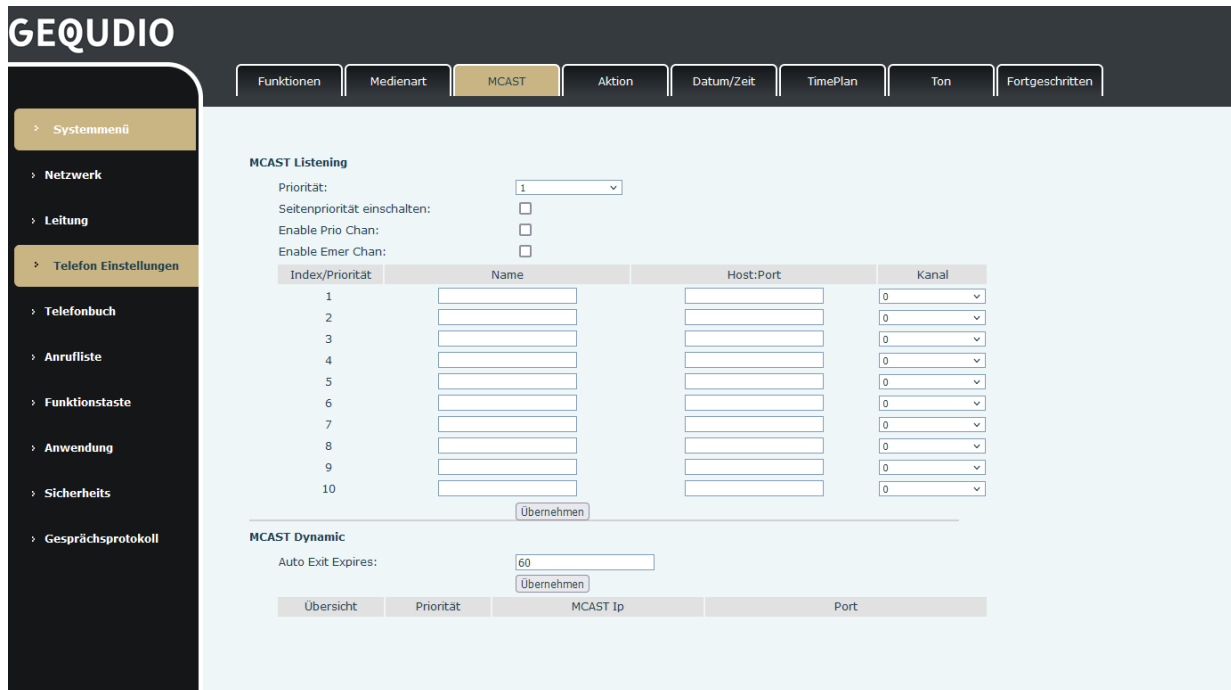 GEQUDIO
Funktionen Medienart MCAST Aktion Datum/Zeit TimePlan Ton Fortgeschritten
Systemmenü
Netzwerk
Leitung
Telefon Einstellungen
Telefonbuch
Anrufliste
Funktionstaste
Anwendung
Sicherheits
Gesprächsprotokoll
MCAST Listening
Priorität: 1
Seitenpriorität einschalten:
Enable Prio Chan:
Enable Emer Chan:
Index/Priorität Name Host:Port Kanal
1 0
2 0
3 0
4 0
5 0
6 0
7 0
8 0
9 0
10 0
Übernehmen
MCAST Dynamic
Auto Exit Expires: 60
Übernehmen
Übersicht Priorität MCAST Ip Port